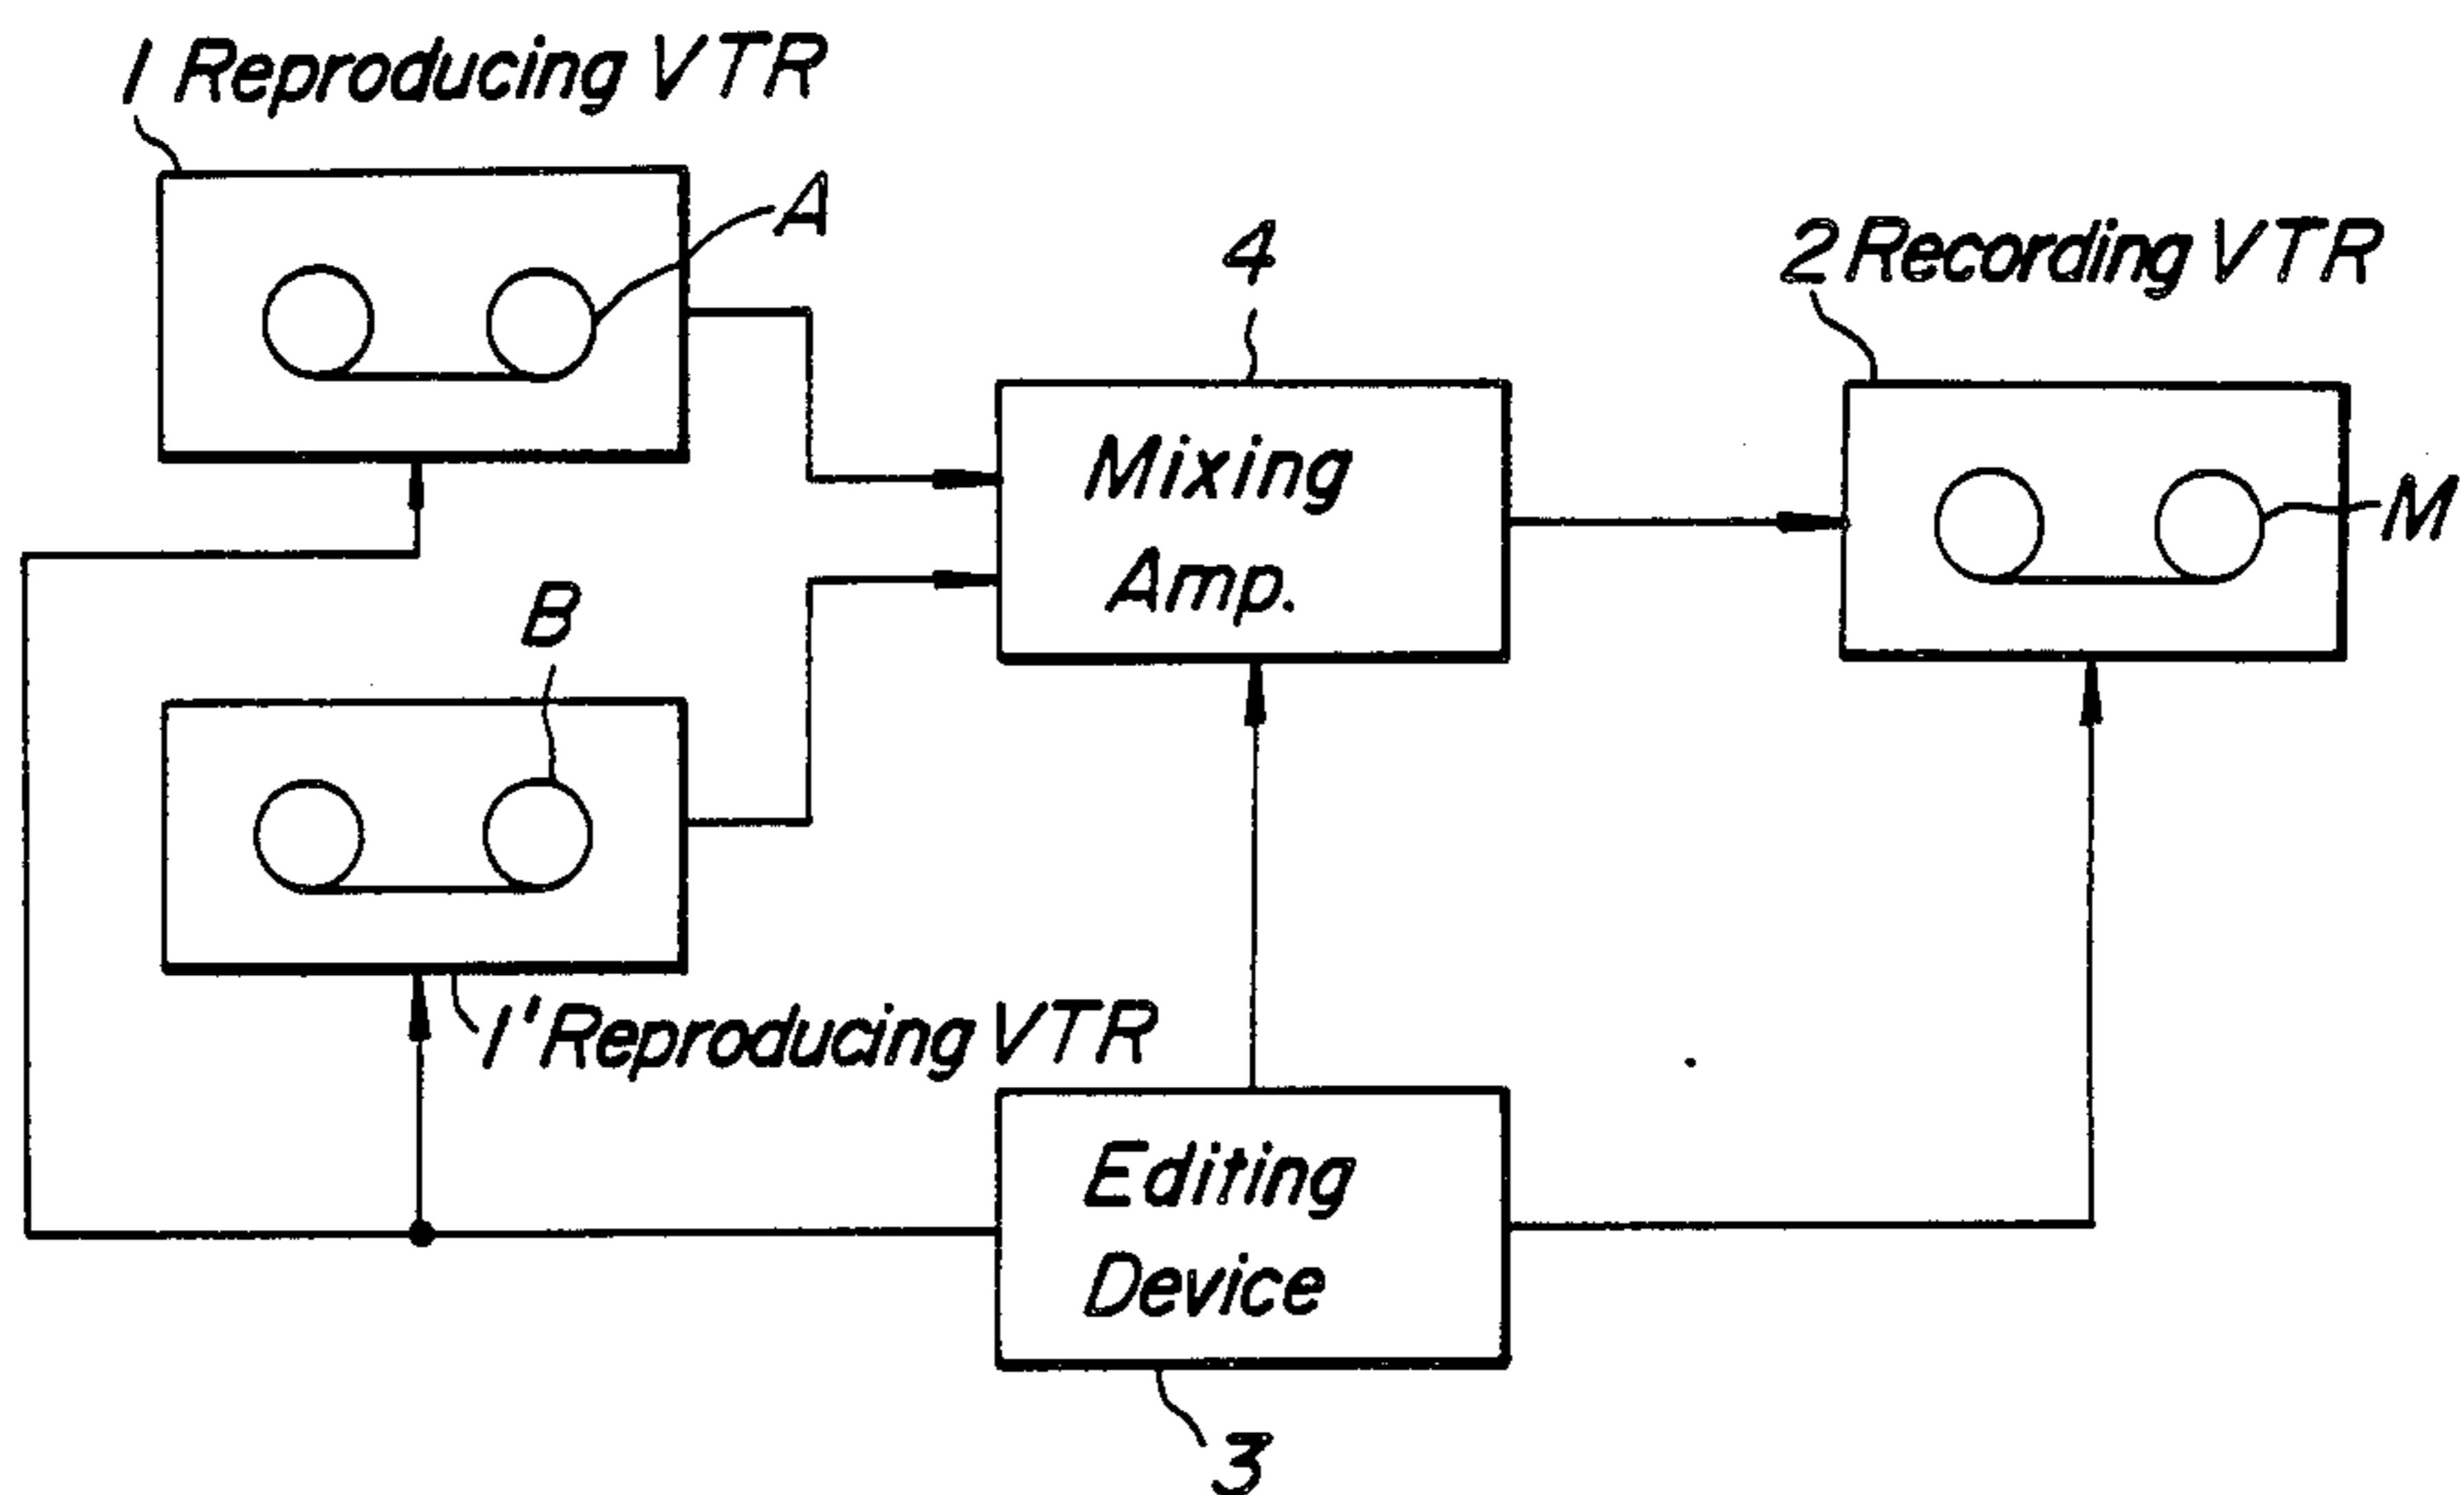 1 Reproducing VTR
A
4
2 Recording VTR
Mixing
Amp.
M
B
1' Reproducing VTR
Editing
Device
3